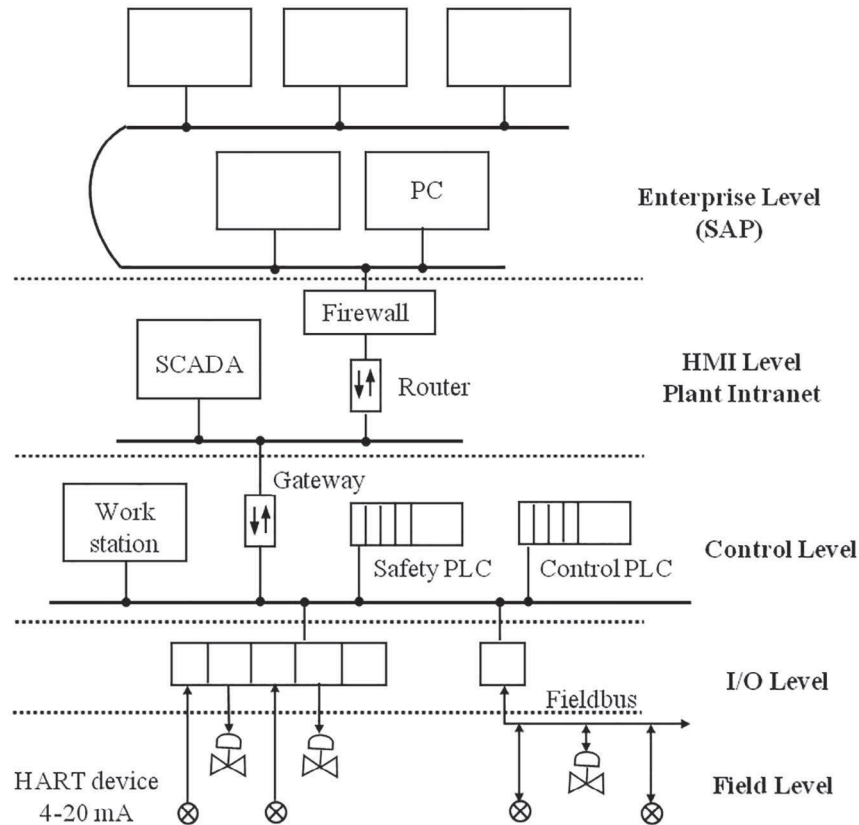 PC
Enterprise Level
(SAP)
Firewall
SCADA
Router
HMI Level
Plant Intranet
Gateway
Work
station
Safety PLC
Control PLC
Control Level
I/O Level
Fieldbus
HART device
4-20 mA
Field Level